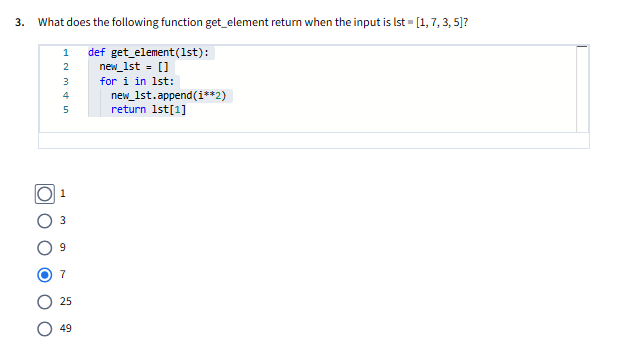 3. What does the following function get_element return when the input is lst = [1, 7, 3, 5]?
1 def get_element(lst):
2 new_lst = []
3 for i in lst:
4 new_lst.append(i**2)
5 return lst[1]
1
3
9
7
25
49